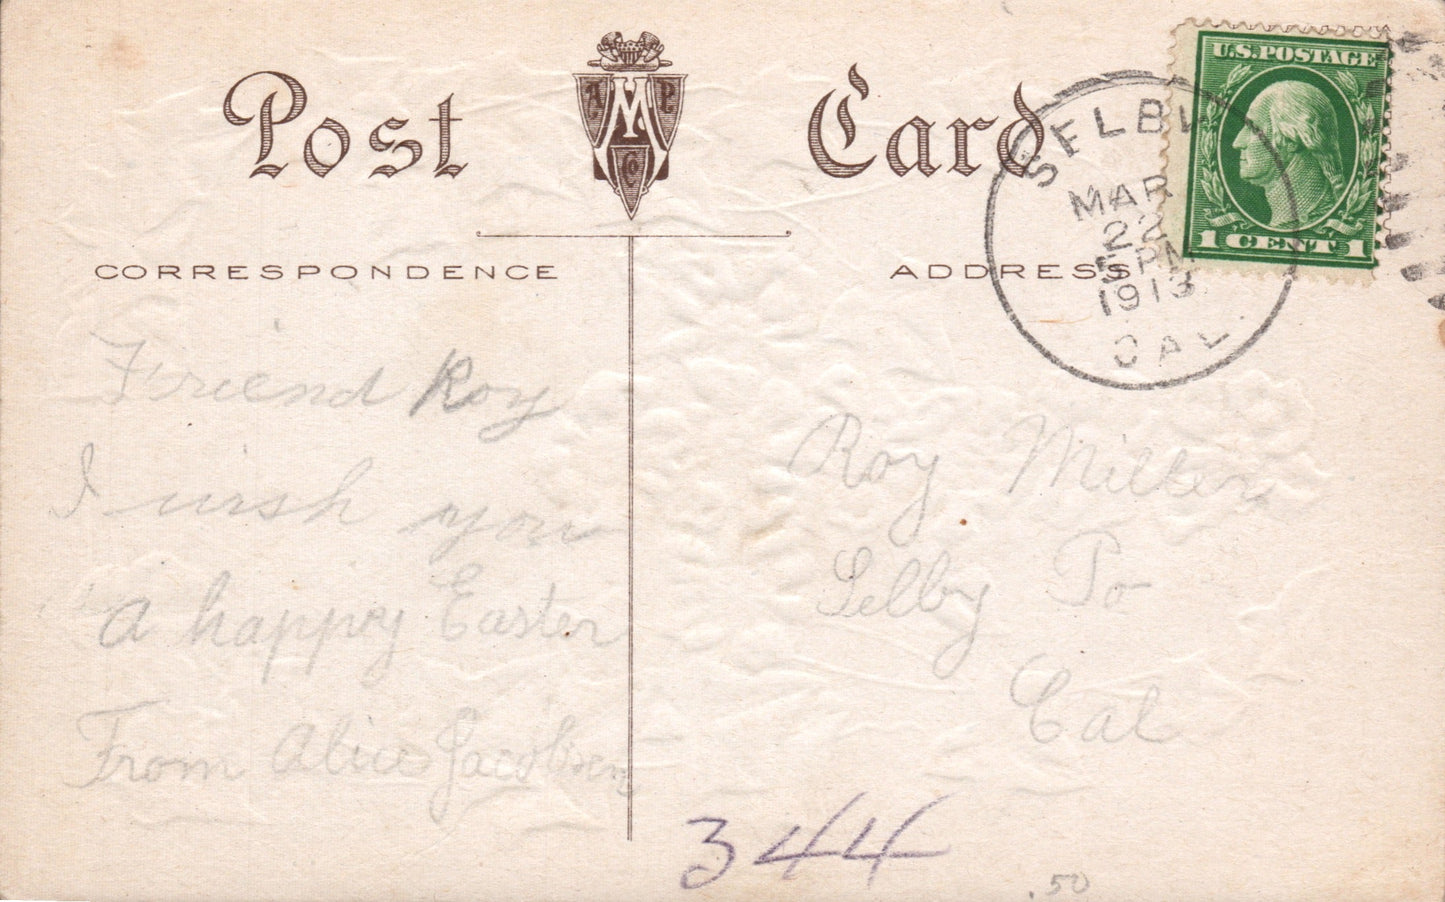 Post Card
A M P Co
CORRESPONDENCE
ADDRESS
U.S. POSTAGE
1 CENT 1
SELBY
MAR
22
5 PM
1913
CAL.
Friend Roy
I wish you
a happy Easter
From Alice Jacobsen
Roy Miller
Selby Po
Cal
344
.50